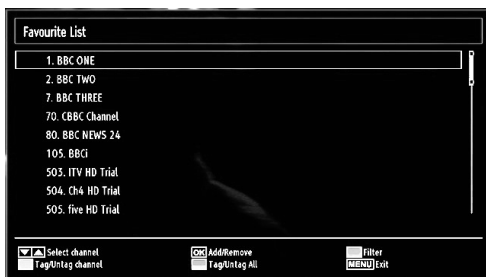 Favourite List
1. BBC ONE
2. BBC TWO
7. BBC THREE
70. CBBC Channel
80. BBC NEWS 24
105. BBCi
503. ITV HD Trial
504. Ch4 HD Trial
505. five HD Trial
Select channel OK Add/Remove Filter
Tag/Untag channel Tag/Untag All MENU Exit